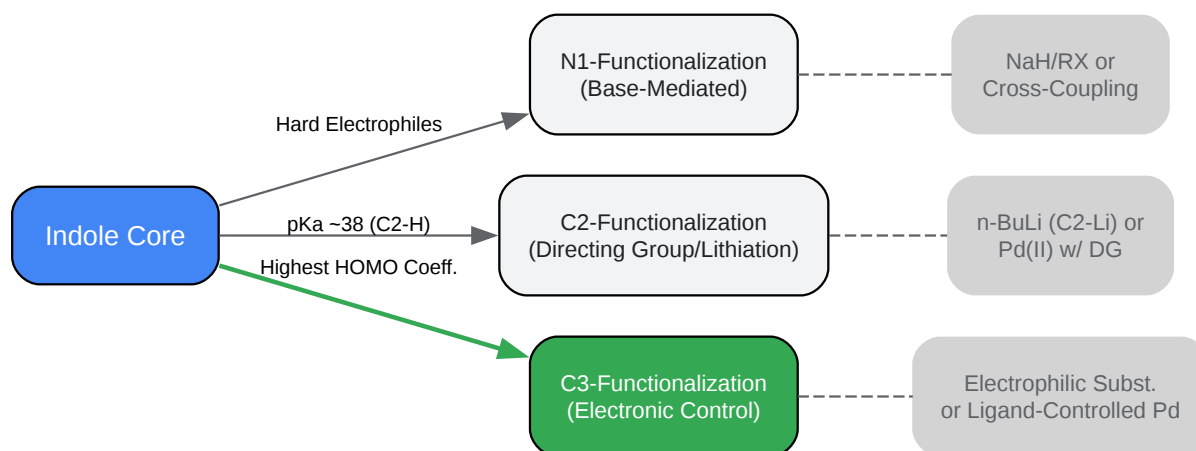 Indole Core
Hard Electrophiles
pKa ~38 (C2-H)
Highest HOMO Coeff.
N1-Functionalization
(Base-Mediated)
NaH/RX or
Cross-Coupling
C2-Functionalization
(Directing Group/Lithiation)
n-BuLi (C2-Li) or
Pd(II) w/ DG
C3-Functionalization
(Electronic Control)
Electrophilic Subst.
or Ligand-Controlled Pd